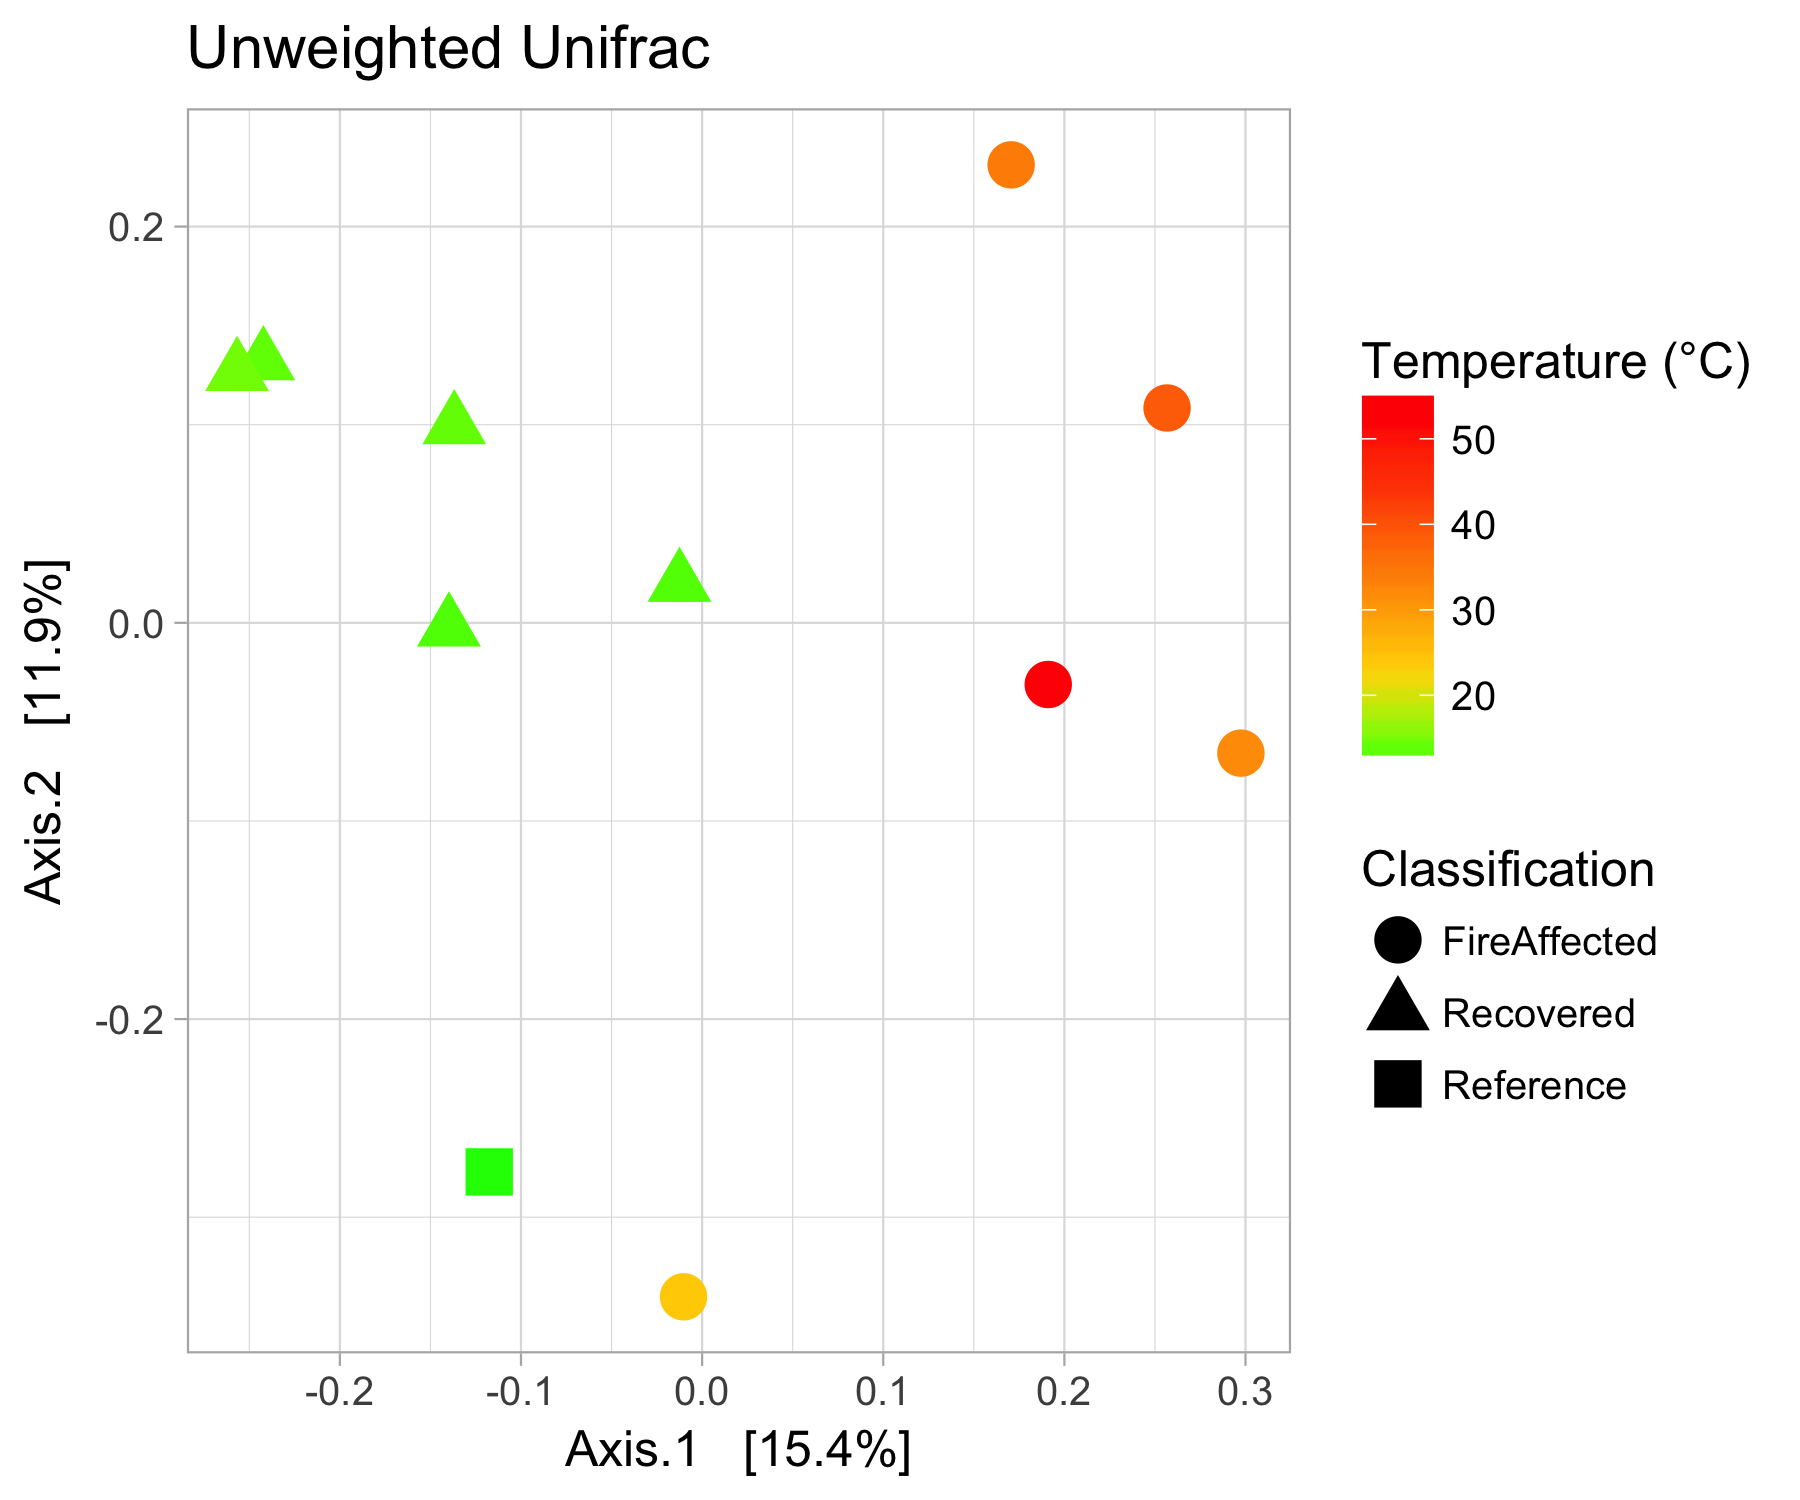 Unweighted Unifrac
0.2
0.0
-0.2
Axis.2 [11.9%]
-0.2 -0.1 0.0 0.1 0.2 0.3
Axis.1 [15.4%]
Temperature (°C)
50
40
30
20
Classification
FireAffected
Recovered
Reference